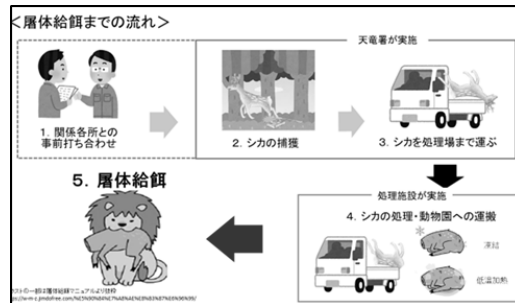 ＜屠体給餌までの流れ＞
天竜署が実施
1. 関係各所との
事前打ち合わせ
2. シカの捕獲
3. シカを処理場まで運ぶ
処理施設が実施
4. シカの処理・動物園への運搬
凍結
低温加熱
5. 屠体給餌